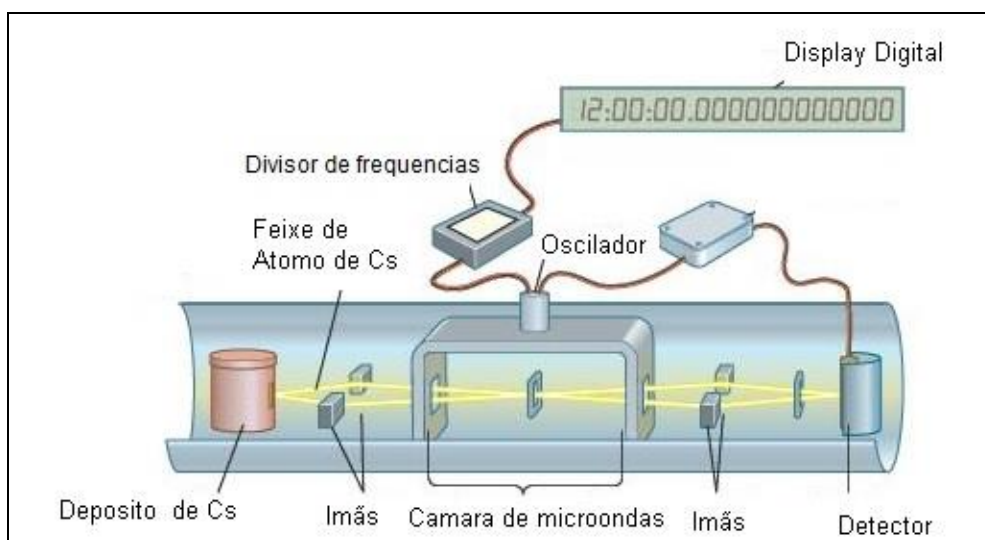 Display Digital
12:00:00.000000000000
Divisor de frequencias
Feixe de
Atomo de Cs
Oscilador
Deposito de Cs
Imãs
Camara de microondas
Imãs
Detector